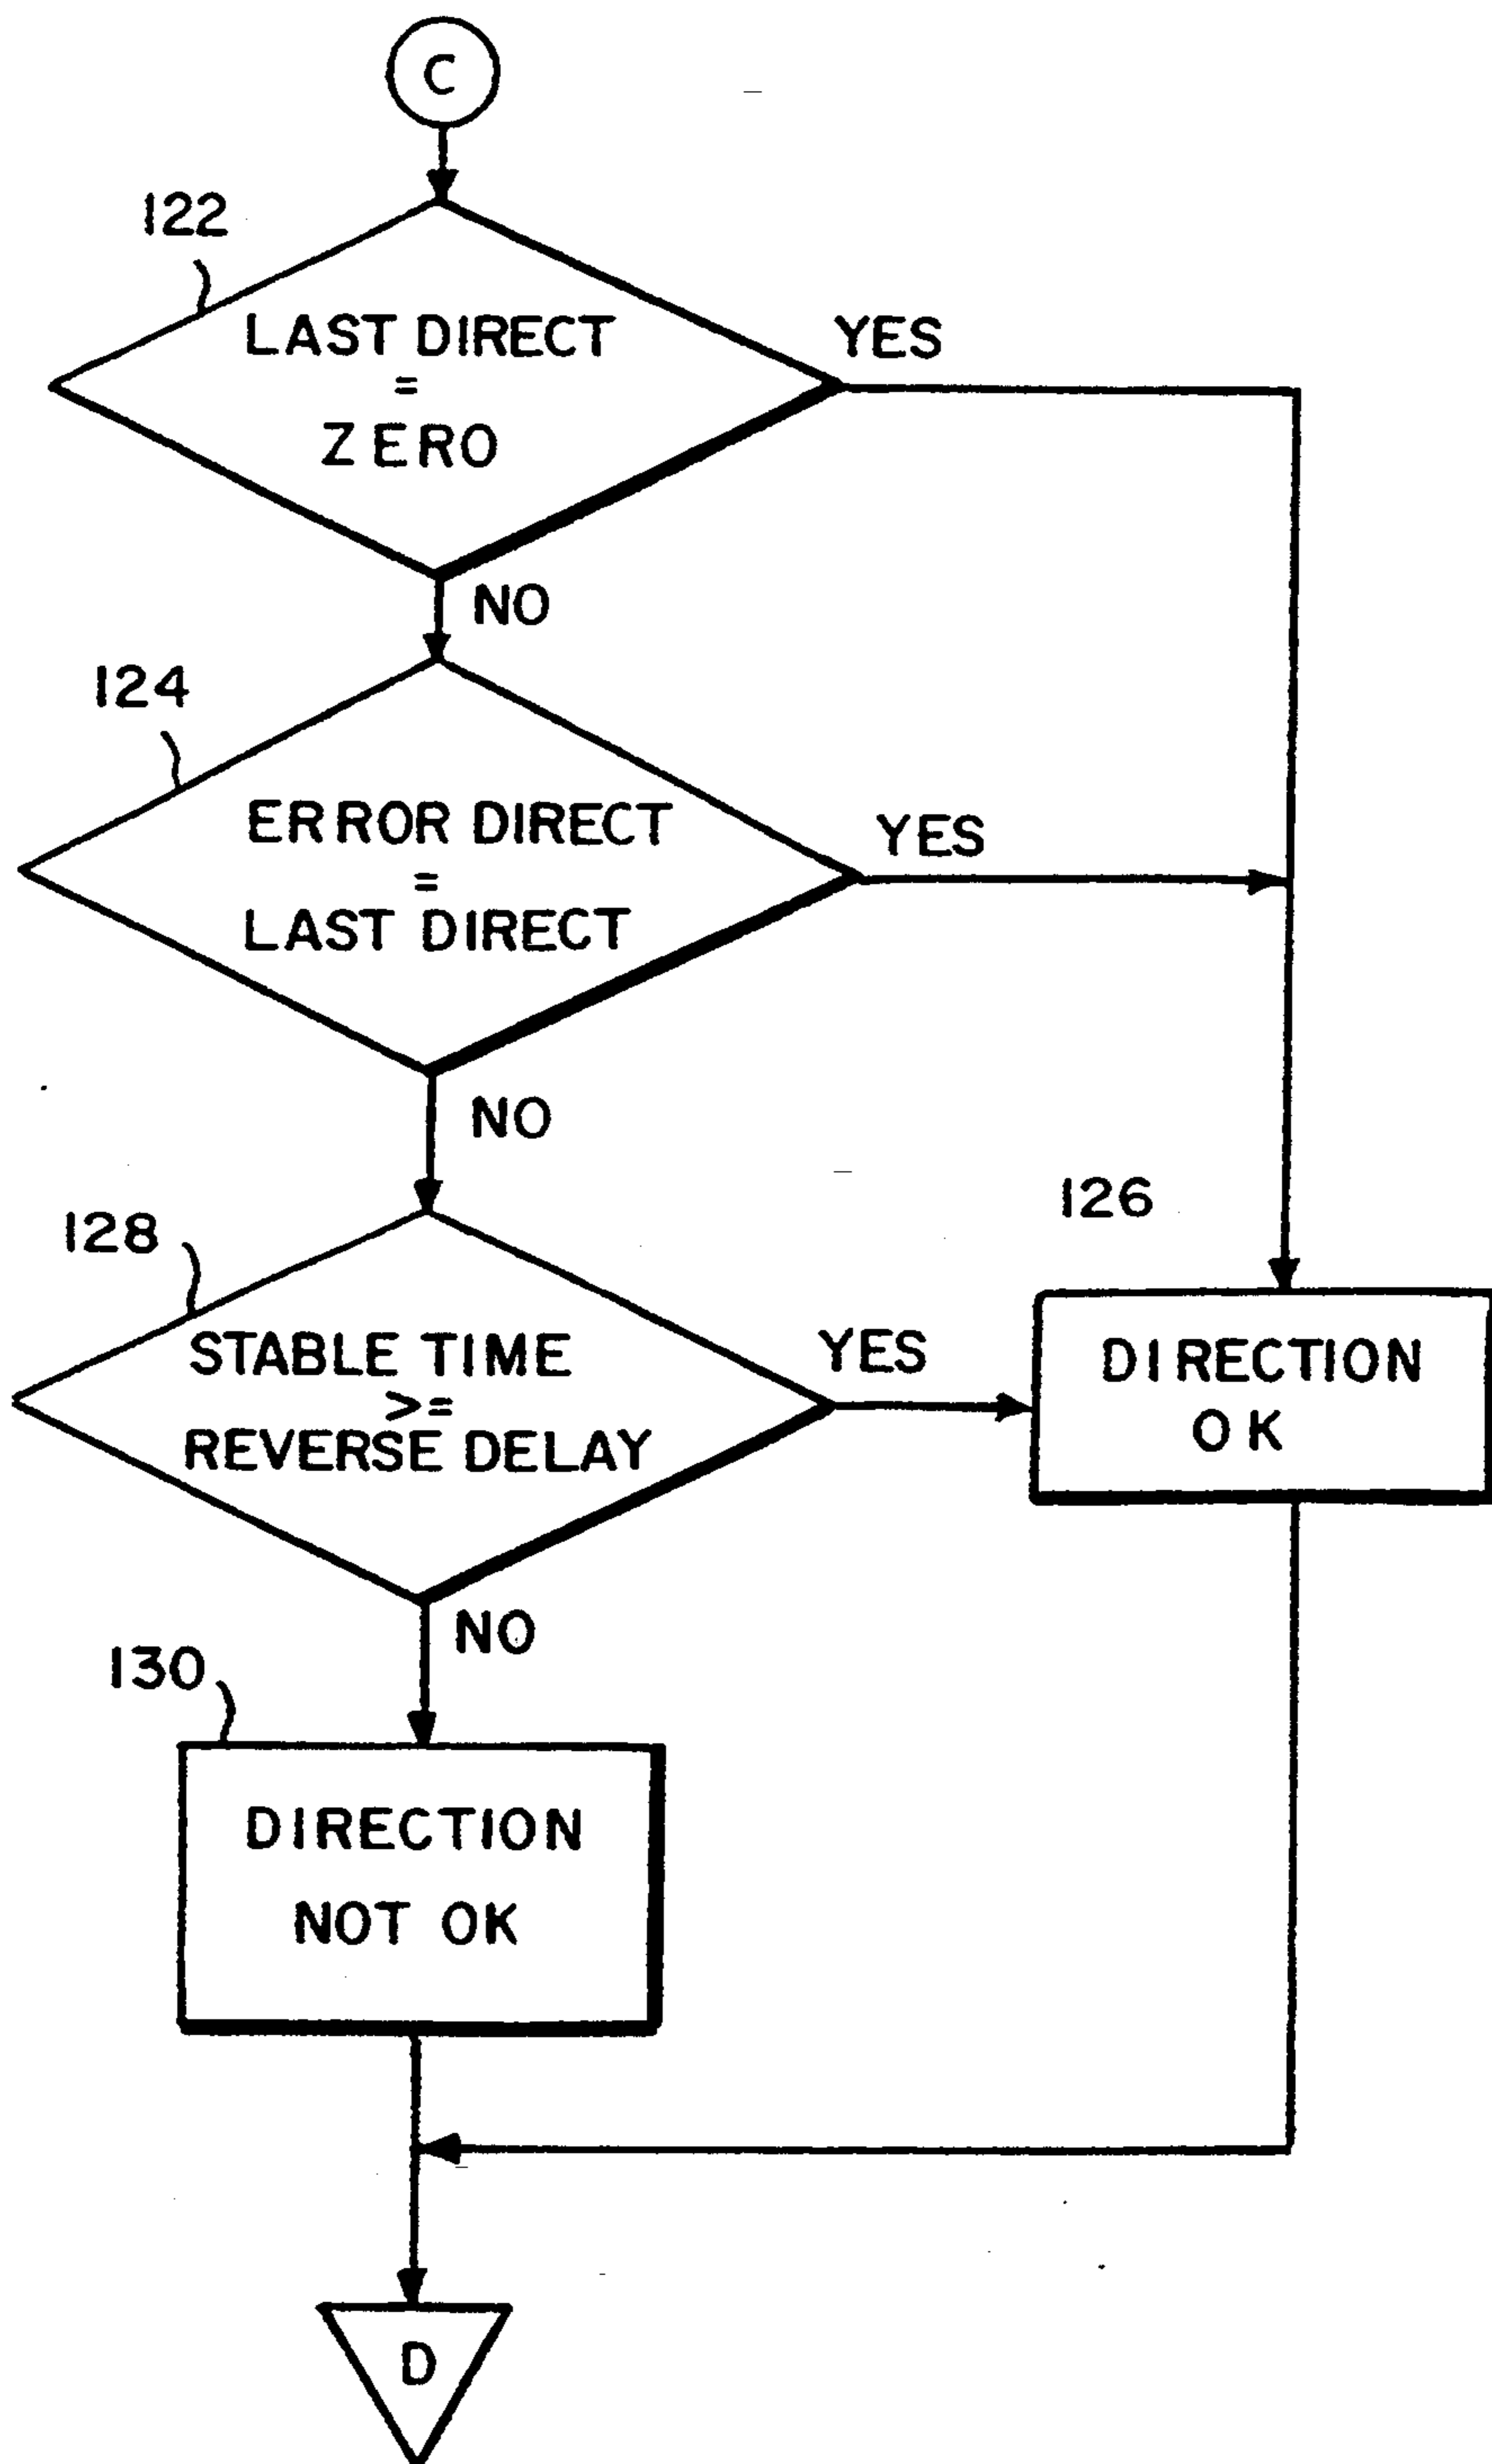 C
122
LAST DIRECT
=
ZERO
YES
NO
124
ERROR DIRECT
=
LAST DIRECT
YES
NO
128
STABLE TIME
>=
REVERSE DELAY
YES
126
DIRECTION
OK
NO
130
DIRECTION
NOT OK
D